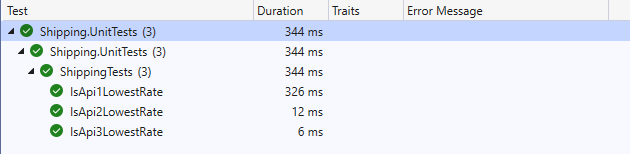 Test Duration Traits Error Message
Shipping.UnitTests (3) 344 ms
Shipping.UnitTests (3) 344 ms
ShippingTests (3) 344 ms
IsApi1LowestRate 326 ms
IsApi2LowestRate 12 ms
IsApi3LowestRate 6 ms